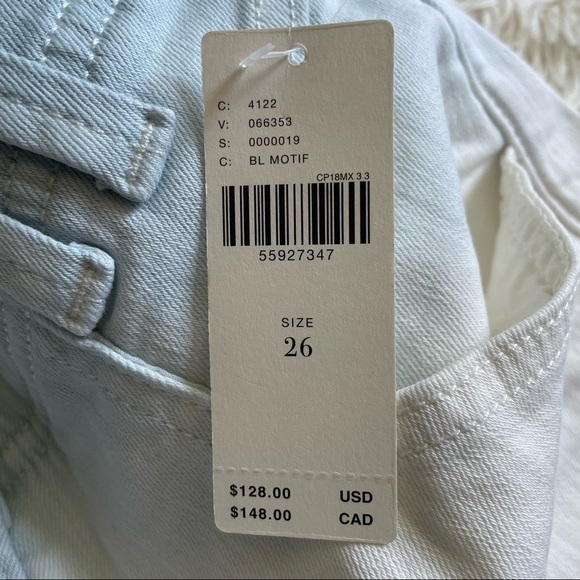 C: 4122
V: 066353
S: 0000019
C: BL MOTIF
CP18MX 3 3
55927347
SIZE
26
$128.00 USD
$148.00 CAD